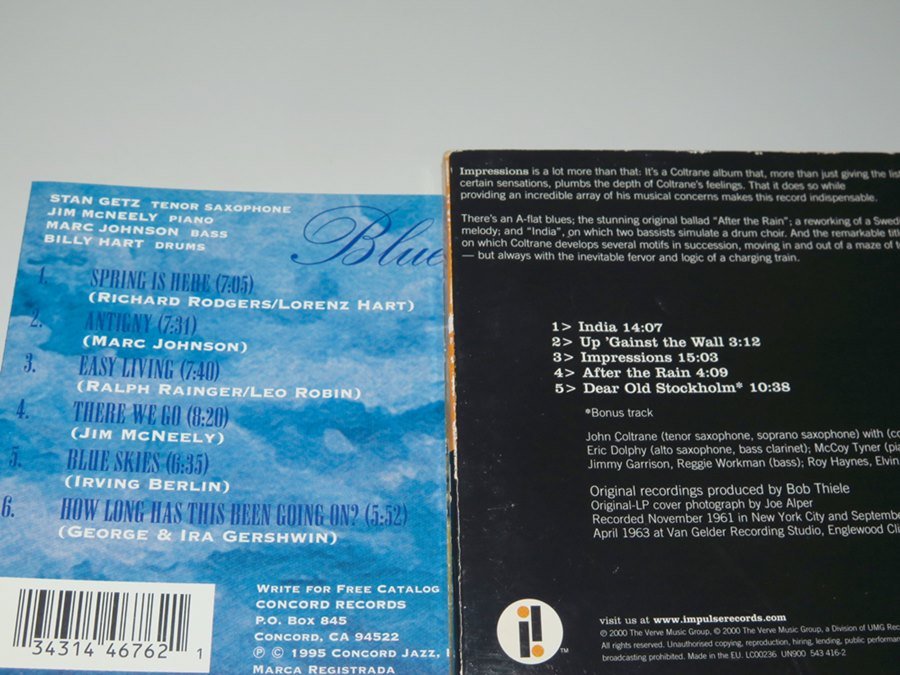 STAN GETZ TENOR SAXOPHONE
JIM MCNEELY PIANO
MARC JOHNSON BASS
BILLY HART DRUMS
Blue
1. SPRING IS HERE (7:05)
(RICHARD RODGERS/LORENZ HART)
2. ANTIGNY (7:31)
(MARC JOHNSON)
3. EASY LIVING (7:40)
(RALPH RAINGER/LEO ROBIN)
4. THERE WE GO (8:20)
(JIM MCNEELY)
5. BLUE SKIES (6:35)
(IRVING BERLIN)
6. HOW LONG HAS THIS BEEN GOING ON? (5:52)
(GEORGE & IRA GERSHWIN)
34314 46762 1
WRITE FOR FREE CATALOG
CONCORD RECORDS
P.O. BOX 845
CONCORD, CA 94522
℗ © 1995 CONCORD JAZZ,
MARCA REGISTRADA
Impressions is a lot more than that: It's a Coltrane album that, more than just giving the
certain sensations, plumbs the depth of Coltrane's feelings. That it does so while
providing an incredible array of his musical concerns makes this record indispensable.
There's an A-flat blues; the stunning original ballad "After the Rain"; a reworking of a
melody; and "India", on which two bassists simulate a drum choir. And the remarkable
on which Coltrane develops several motifs in succession, moving in and out of a maze of
— but always with the inevitable fervor and logic of a charging train.
1> India 14:07
2> Up 'Gainst the Wall 3:12
3> Impressions 15:03
4> After the Rain 4:09
5> Dear Old Stockholm* 10:38
*Bonus track
John Coltrane (tenor saxophone, soprano saxophone) with
Eric Dolphy (alto saxophone, bass clarinet); McCoy Tyner
Jimmy Garrison, Reggie Workman (bass); Roy Haynes, Elvin
Original recordings produced by Bob Thiele
Original-LP cover photograph by Joe Alper
Recorded November 1961 in New York City and
April 1963 at Van Gelder Recording Studio, Englewood
i!
TM
visit us at www.impulserecords.com
℗ 2000 The Verve Music Group, © 2000 The Verve Music Group, a Division of UMG
All rights reserved. Unauthorised copying, reproduction, hiring, lending, public
broadcasting prohibited. Made in the EU. LC00236 UN900 543 416-2